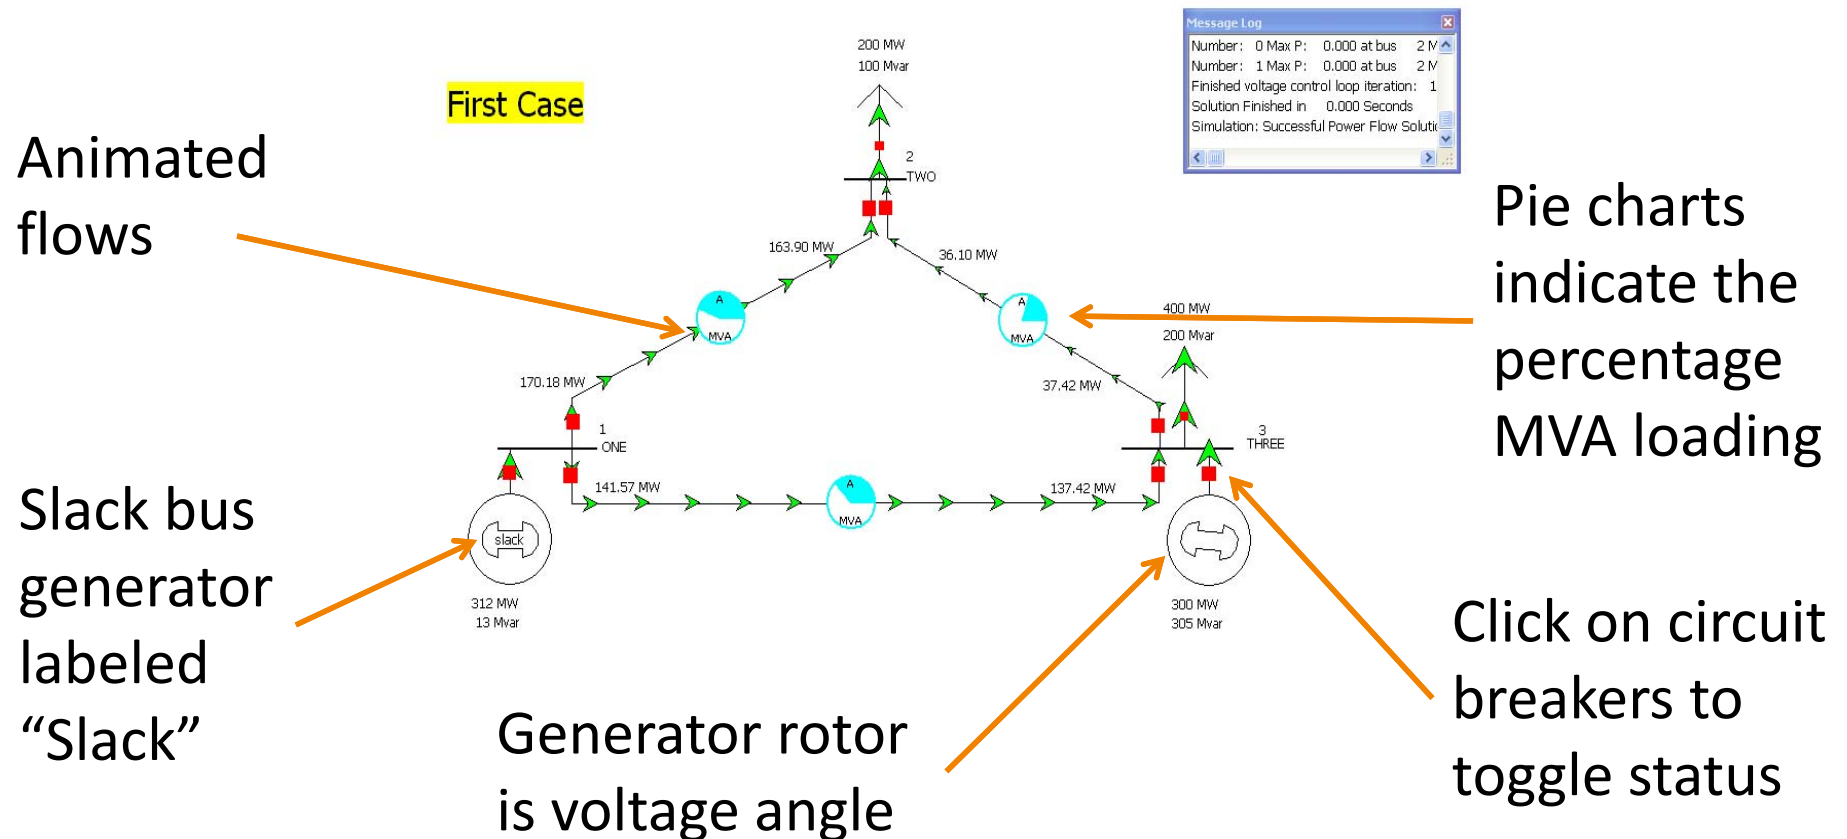 First Case
Message Log
Number: 0 Max P: 0.000 at bus 2 M
Number: 1 Max P: 0.000 at bus 2 M
Finished voltage control loop iteration: 1
Solution Finished in 0.000 Seconds
Simulation: Successful Power Flow Soluti
Animated
flows
Pie charts
indicate the
percentage
MVA loading
Slack bus
generator
labeled
“Slack”
Generator rotor
is voltage angle
Click on circuit
breakers to
toggle status
200 MW
100 Mvar
2
TWO
163.90 MW
36.10 MW
A
MVA
A
MVA
400 MW
200 Mvar
170.18 MW
37.42 MW
1
ONE
3
THREE
141.57 MW
A
MVA
137.42 MW
slack
312 MW
13 Mvar
300 MW
305 Mvar